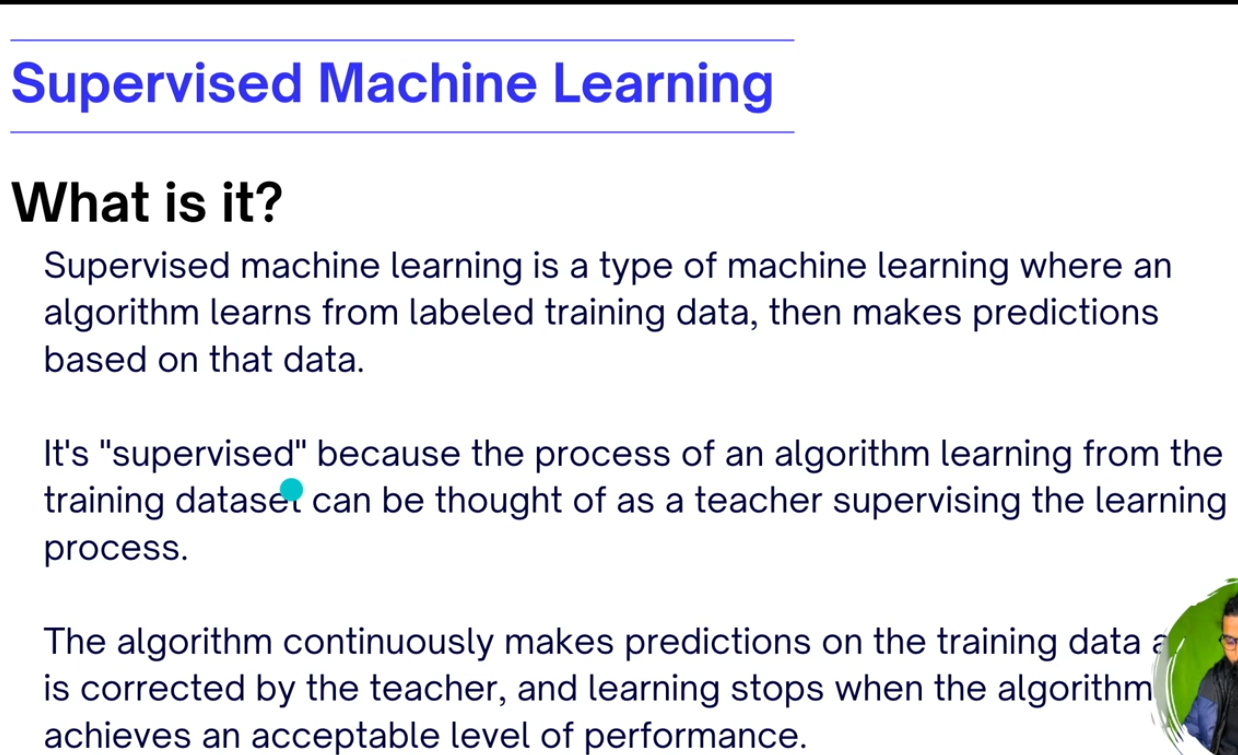 Supervised Machine Learning
What is it?
Supervised machine learning is a type of machine learning where an
algorithm learns from labeled training data, then makes predictions
based on that data.
It's "supervised" because the process of an algorithm learning from the
training dataset can be thought of as a teacher supervising the learning
process.
The algorithm continuously makes predictions on the training data
is corrected by the teacher, and learning stops when the algorithm
achieves an acceptable level of performance.